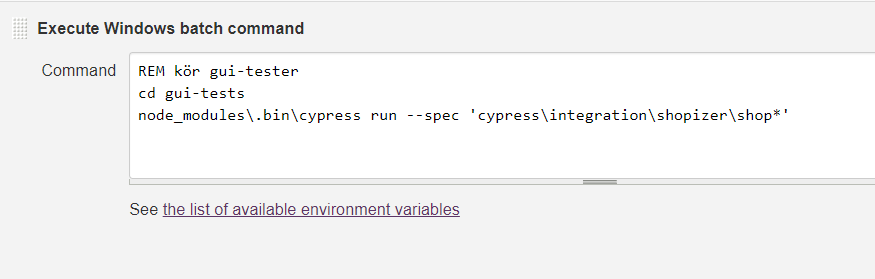 Execute Windows batch command
Command
REM kör gui-tester
cd gui-tests
node_modules\.bin\cypress run --spec 'cypress\integration\shopizer\shop*'
See the list of available environment variables